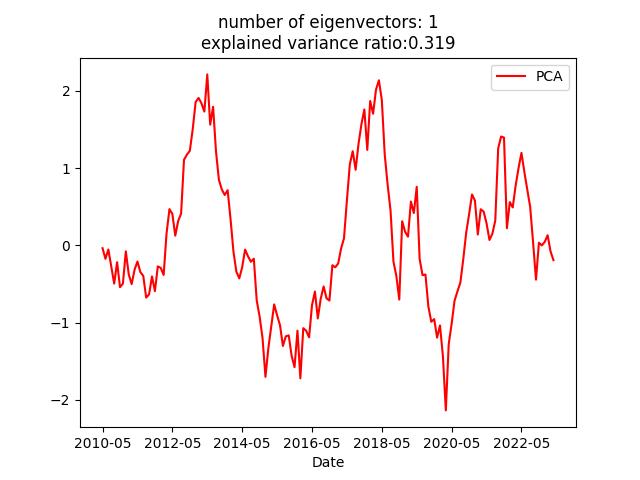 number of eigenvectors: 1
explained variance ratio:0.319
PCA
2
1
0
−1
−2
2010-05 2012-05 2014-05 2016-05 2018-05 2020-05 2022-05
Date